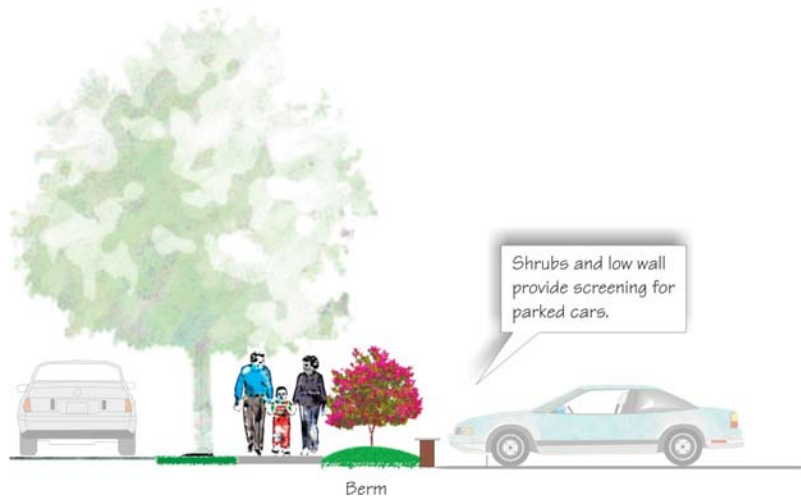 Shrubs and low wall
provide screening for
parked cars.
Berm